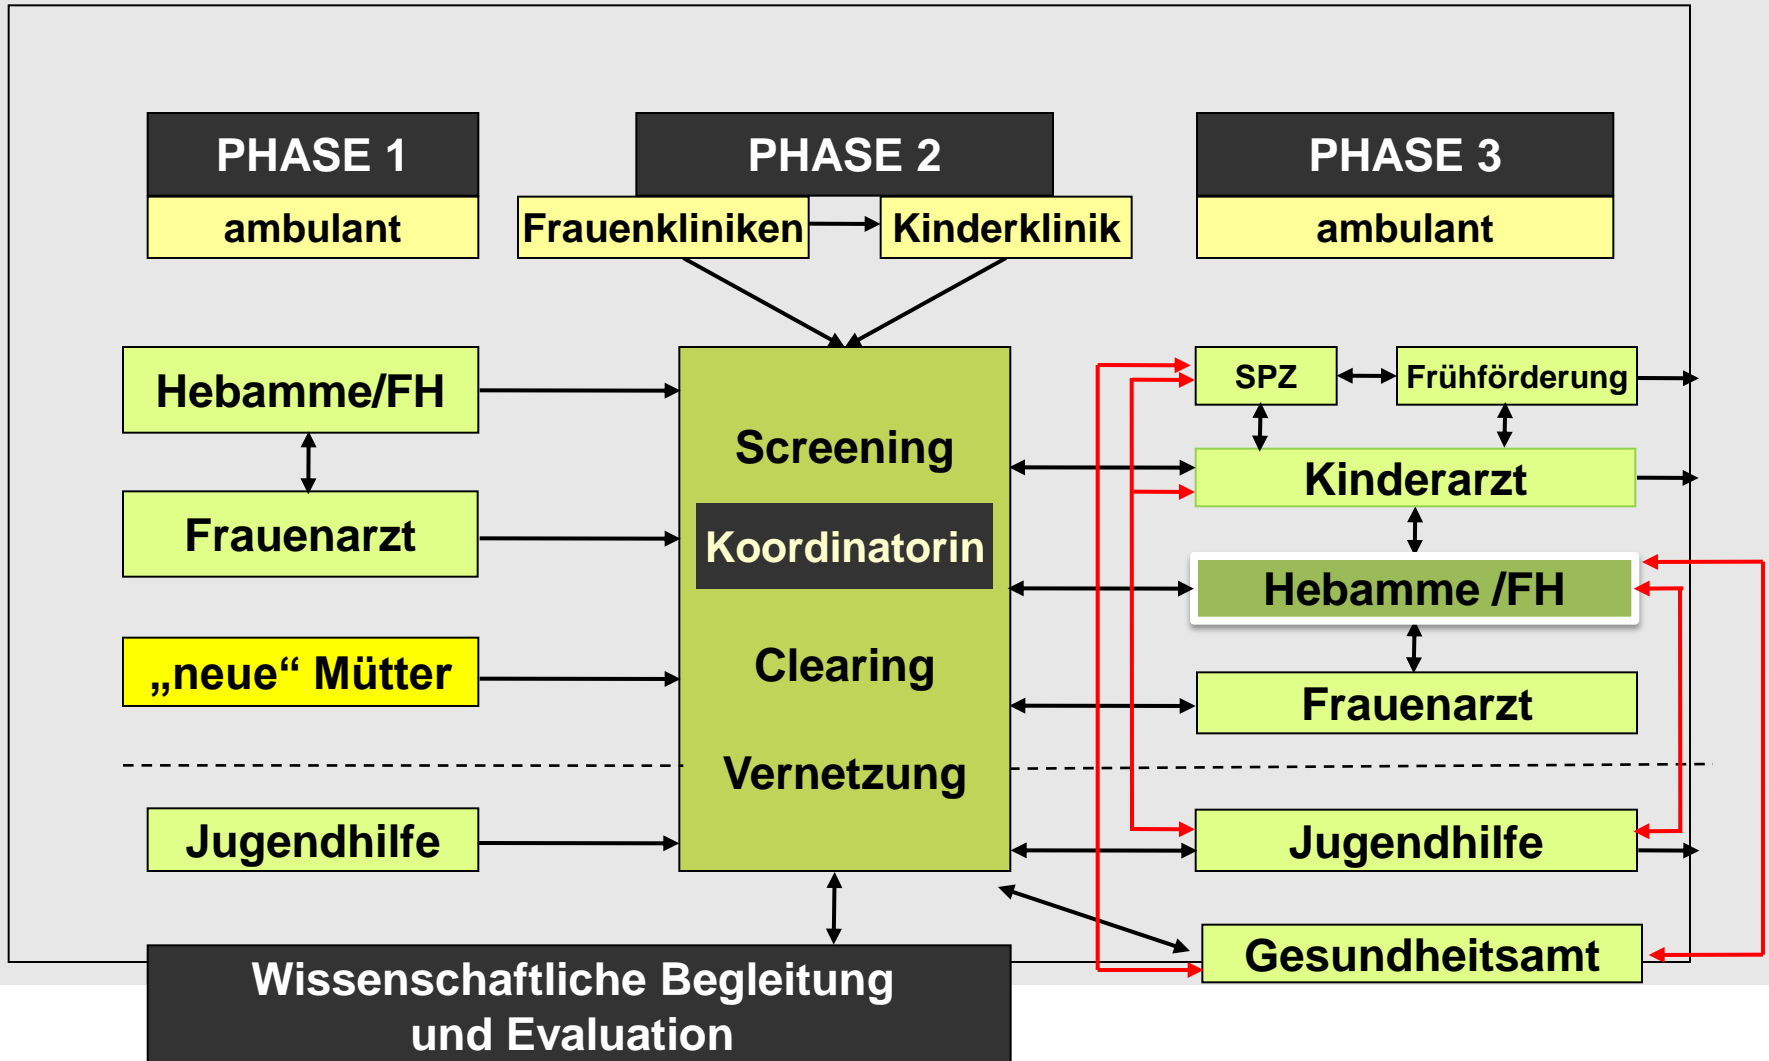 PHASE 1
PHASE 2
PHASE 3
ambulant
Frauenkliniken
Kinderklinik
ambulant
Hebamme/FH
Frauenarzt
„neue“ Mütter
Jugendhilfe
Screening
Koordinatorin
Clearing
Vernetzung
SPZ
Frühförderung
Kinderarzt
Hebamme /FH
Frauenarzt
Jugendhilfe
Gesundheitsamt
Wissenschaftliche Begleitung
und Evaluation